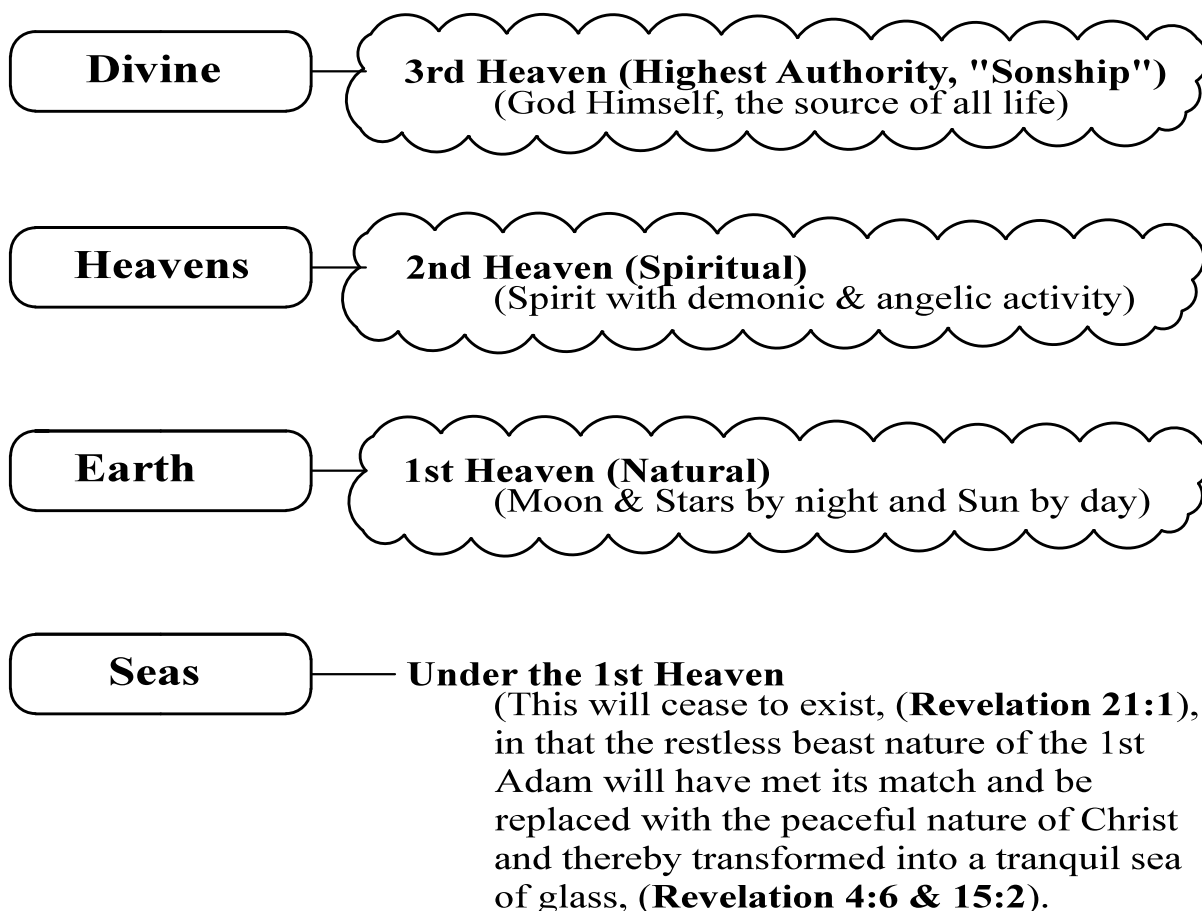 Divine
3rd Heaven (Highest Authority, "Sonship")
(God Himself, the source of all life)
Heavens
2nd Heaven (Spiritual)
(Spirit with demonic & angelic activity)
Earth
1st Heaven (Natural)
(Moon & Stars by night and Sun by day)
Seas
Under the 1st Heaven
(This will cease to exist, (Revelation 21:1),
in that the restless beast nature of the 1st
Adam will have met its match and be
replaced with the peaceful nature of Christ
and thereby transformed into a tranquil sea
of glass, (Revelation 4:6 & 15:2).